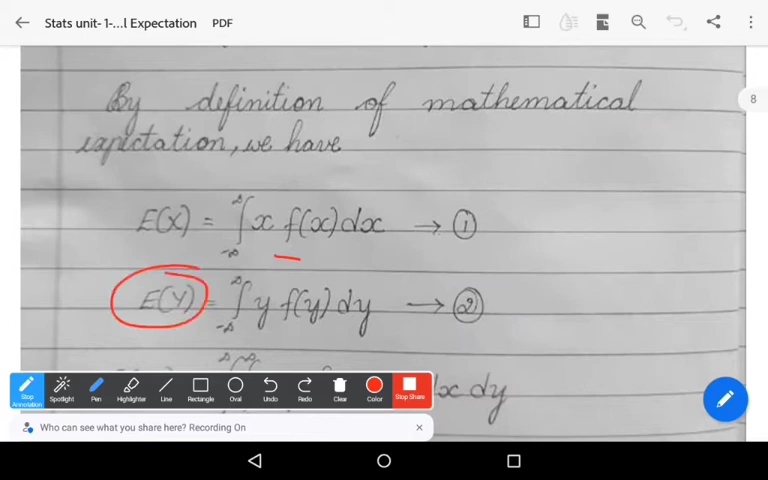 Stats unit- 1-...l Expectation PDF
8
By definition of mathematical
expictation, we have
E(X) = ∫ x f(x) dx → ①
E(Y) = ∫ y f(y) dy → ②
dx dy
Stop Annotation Spotlight Pen Highlighter Line Rectangle Oval Undo Redo Clear Color Stop Share
Who can see what you share here? Recording On